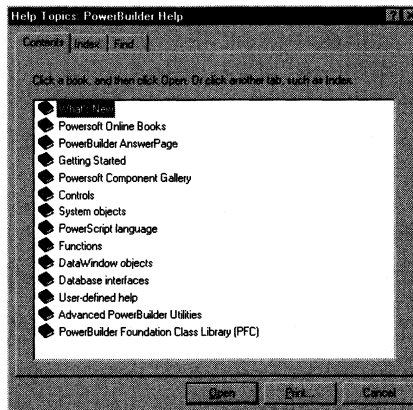 Help Topics: PowerBuilder Help
Contents Index Find
Click a book, and then click Open. Or click another tab, such as Index.
What's New
Powersoft Online Books
PowerBuilder AnswerPage
Getting Started
Powersoft Component Gallery
Controls
System objects
PowerScript language
Functions
DataWindow objects
Database interfaces
User-defined help
Advanced PowerBuilder Utilities
PowerBuilder Foundation Class Library (PFC)
Open Print... Cancel